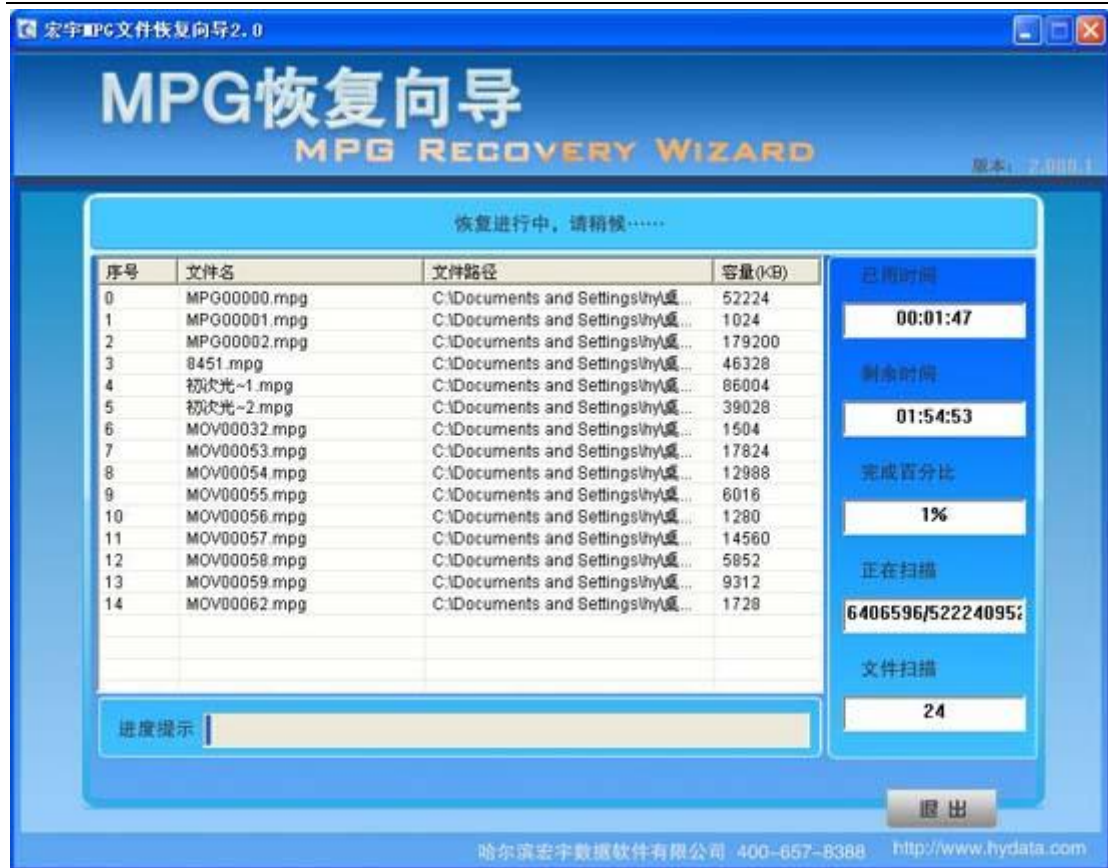 宏宇MPG文件恢复向导2.0
MPG恢复向导
MPG RECOVERY WIZARD
版本: 2.000.1
恢复进行中，请稍候……
序号 文件名 文件路径 容量(KB)
0 MPG00000.mpg C:\Documents and Settings\hy\桌... 52224
1 MPG00001.mpg C:\Documents and Settings\hy\桌... 1024
2 MPG00002.mpg C:\Documents and Settings\hy\桌... 179200
3 8451.mpg C:\Documents and Settings\hy\桌... 46328
4 初次光~1.mpg C:\Documents and Settings\hy\桌... 86004
5 初次光~2.mpg C:\Documents and Settings\hy\桌... 39028
6 MOV00032.mpg C:\Documents and Settings\hy\桌... 1504
7 MOV00053.mpg C:\Documents and Settings\hy\桌... 17824
8 MOV00054.mpg C:\Documents and Settings\hy\桌... 12988
9 MOV00055.mpg C:\Documents and Settings\hy\桌... 6016
10 MOV00056.mpg C:\Documents and Settings\hy\桌... 1280
11 MOV00057.mpg C:\Documents and Settings\hy\桌... 14560
12 MOV00058.mpg C:\Documents and Settings\hy\桌... 5852
13 MOV00059.mpg C:\Documents and Settings\hy\桌... 9312
14 MOV00062.mpg C:\Documents and Settings\hy\桌... 1728
已用时间
00:01:47
剩余时间
01:54:53
完成百分比
1%
正在扫描
6406596/522240952
文件扫描
24
进度提示
退出
哈尔滨宏宇数据软件有限公司 400-657-8388 http://www.hydata.com